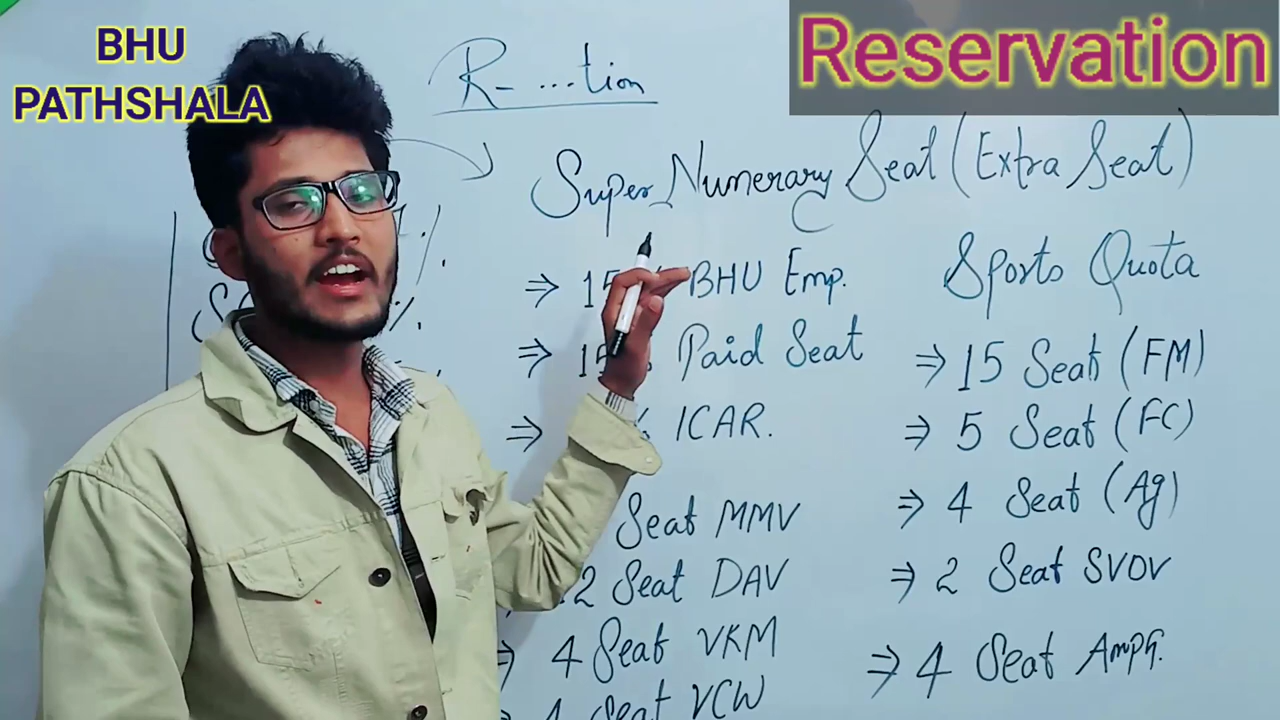 BHU
PATHSHALA
Reservation
R- ...tion
Super Numerary Seat (Extra Seat)
⇒ 15 % BHU Emp.
⇒ 15 % Paid Seat
⇒ % ICAR.
Seat MMV
2 Seat DAV
4 Seat VKM
4 Seat VCW
Sports Quota
⇒ 15 Seat (FM)
⇒ 5 Seat (FC)
⇒ 4 Seat (Ag)
⇒ 2 Seat SVDV
⇒ 4 Seat AmpG.